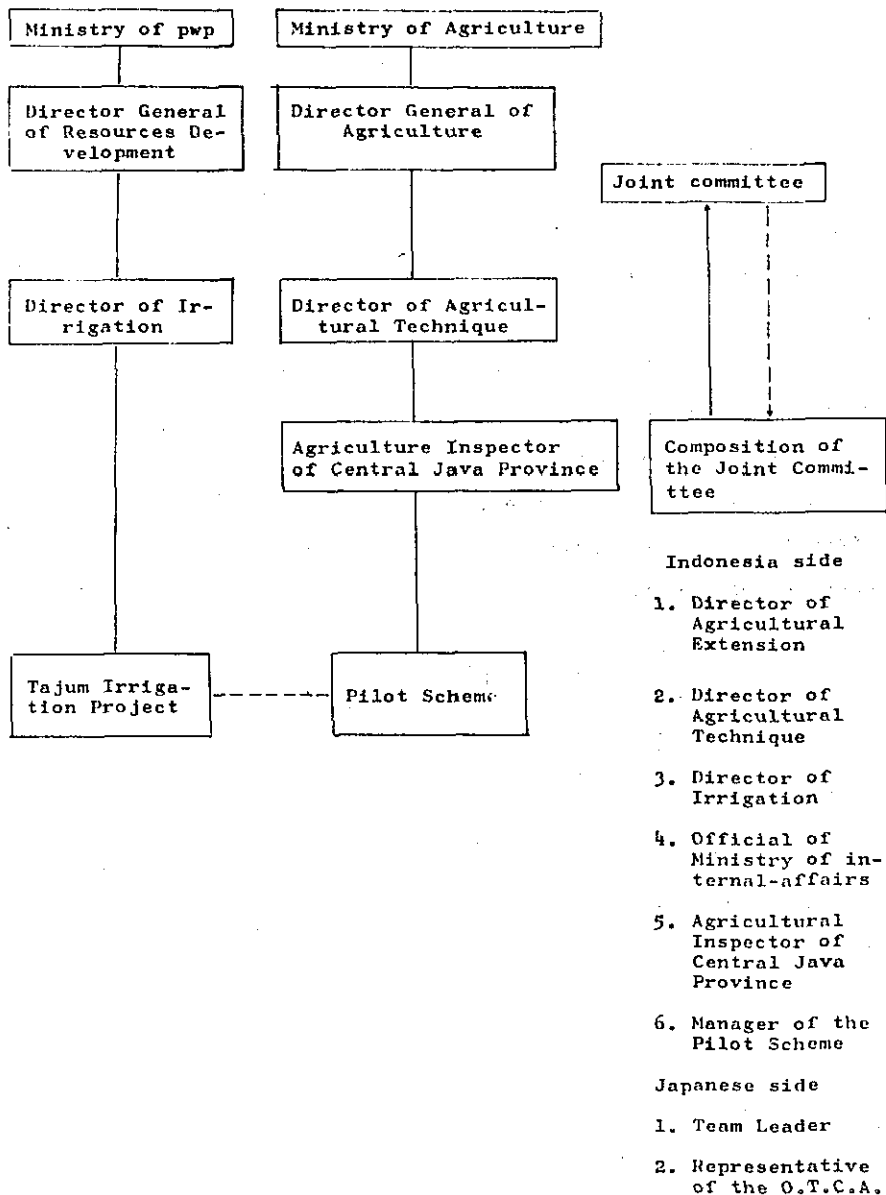 Ministry of pwp
Ministry of Agriculture
Director General
of Resources De-
velopment
Director General of
Agriculture
Joint committee
Director of Ir-
rigation
Director of Agricul-
tural Technique
Agriculture Inspector
of Central Java Province
Composition of
the Joint Commi-
ttee
Tajum Irriga-
tion Project
Pilot Scheme
Indonesia side
1. Director of
Agricultural
Extension
2. Director of
Agricultural
Technique
3. Director of
Irrigation
4. Official of
Ministry of in-
ternal-affairs
5. Agricultural
Inspector of
Central Java
Province
6. Manager of the
Pilot Scheme
Japanese side
1. Team Leader
2. Representative
of the O.T.C.A.